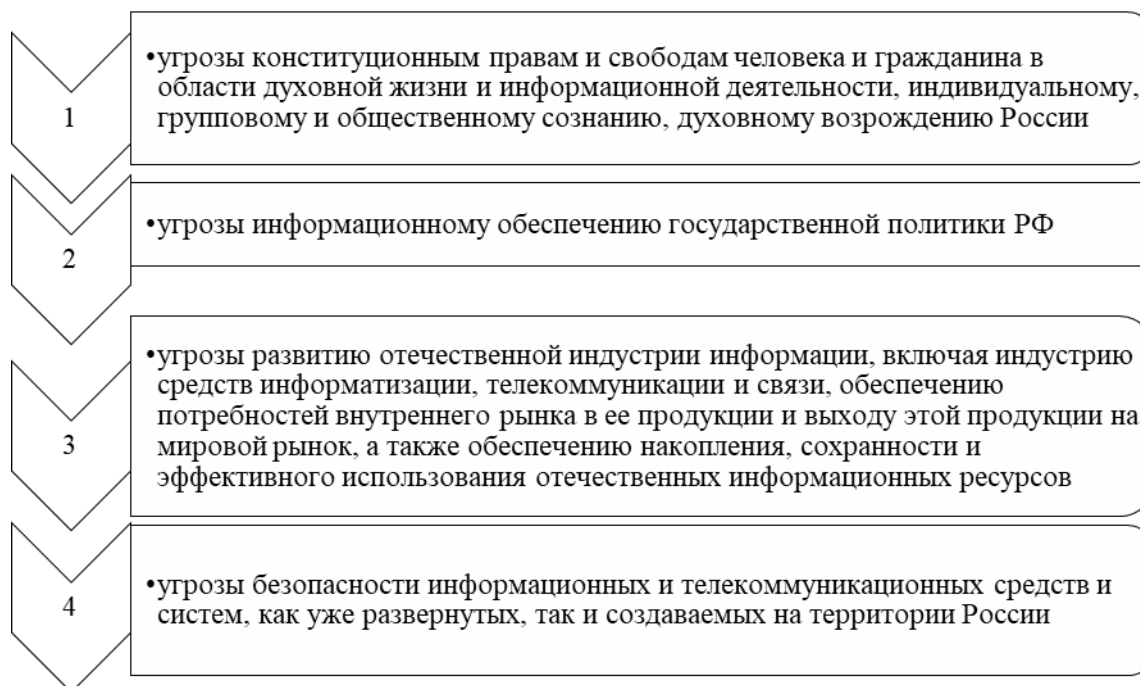 1
•угрозы конституционным правам и свободам человека и гражданина в
области духовной жизни и информационной деятельности, индивидуальному,
групповому и общественному сознанию, духовному возрождению России
2
•угрозы информационному обеспечению государственной политики РФ
3
•угрозы развитию отечественной индустрии информации, включая индустрию
средств информатизации, телекоммуникации и связи, обеспечению
потребностей внутреннего рынка в ее продукции и выходу этой продукции на
мировой рынок, а также обеспечению накопления, сохранности и
эффективного использования отечественных информационных ресурсов
4
•угрозы безопасности информационных и телекоммуникационных средств и
систем, как уже развернутых, так и создаваемых на территории России